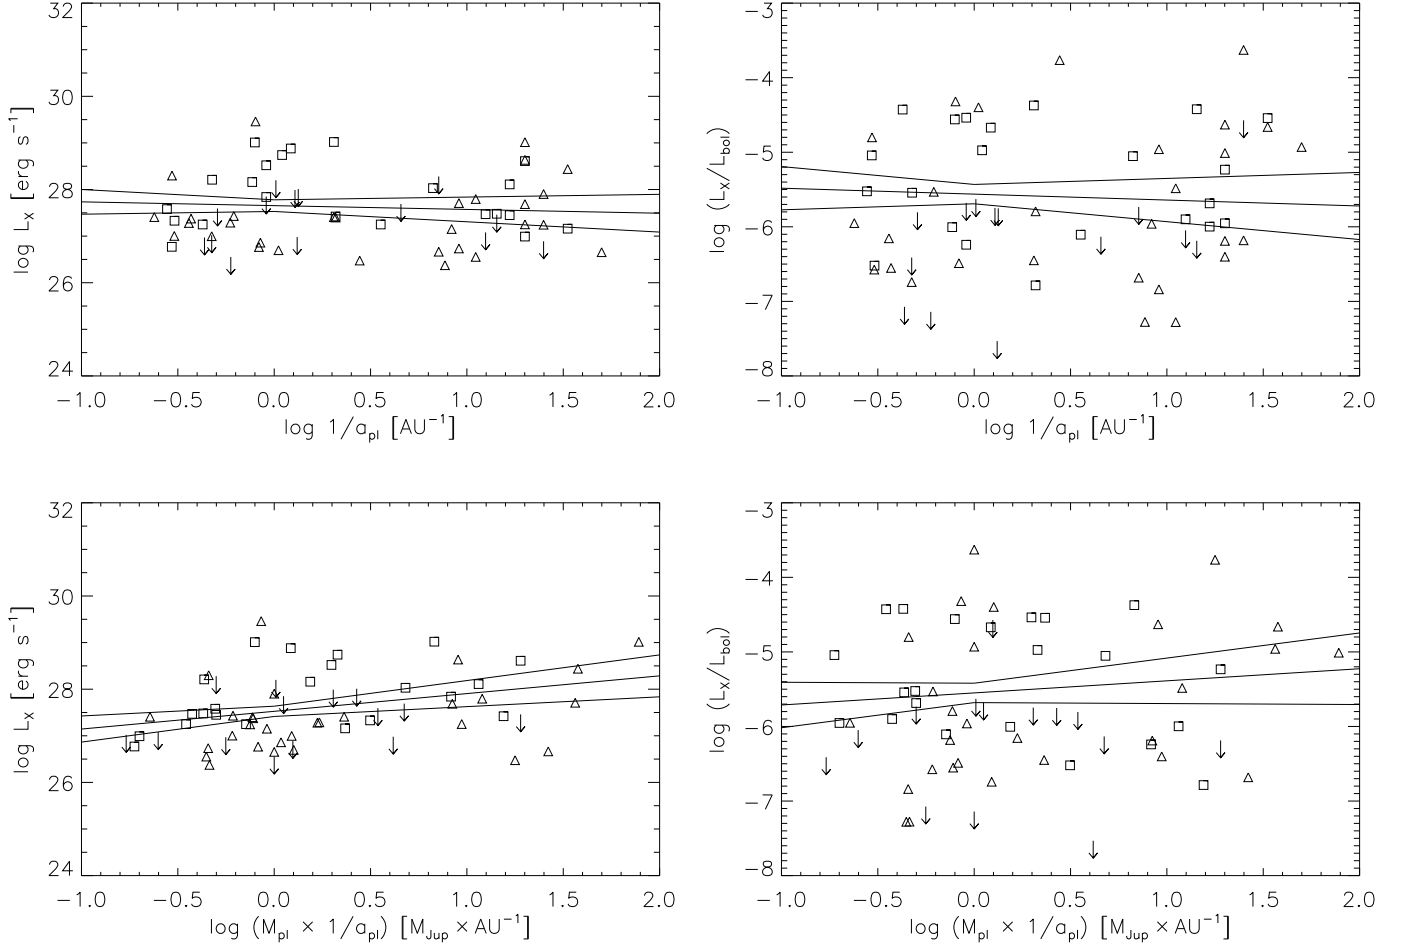 32
30
28
26
24
−1.0 −0.5 0.0 0.5 1.0 1.5 2.0
log 1/a_pl [AU⁻¹]
log L_X [erg s⁻¹]
−3
−4
−5
−6
−7
−8
−1.0 −0.5 0.0 0.5 1.0 1.5 2.0
log 1/a_pl [AU⁻¹]
log (L_X/L_bol)
32
30
28
26
24
−1.0 −0.5 0.0 0.5 1.0 1.5 2.0
log (M_pl × 1/a_pl) [M_Jup × AU⁻¹]
log L_X [erg s⁻¹]
−3
−4
−5
−6
−7
−8
−1.0 −0.5 0.0 0.5 1.0 1.5 2.0
log (M_pl × 1/a_pl) [M_Jup × AU⁻¹]
log (L_X/L_bol)